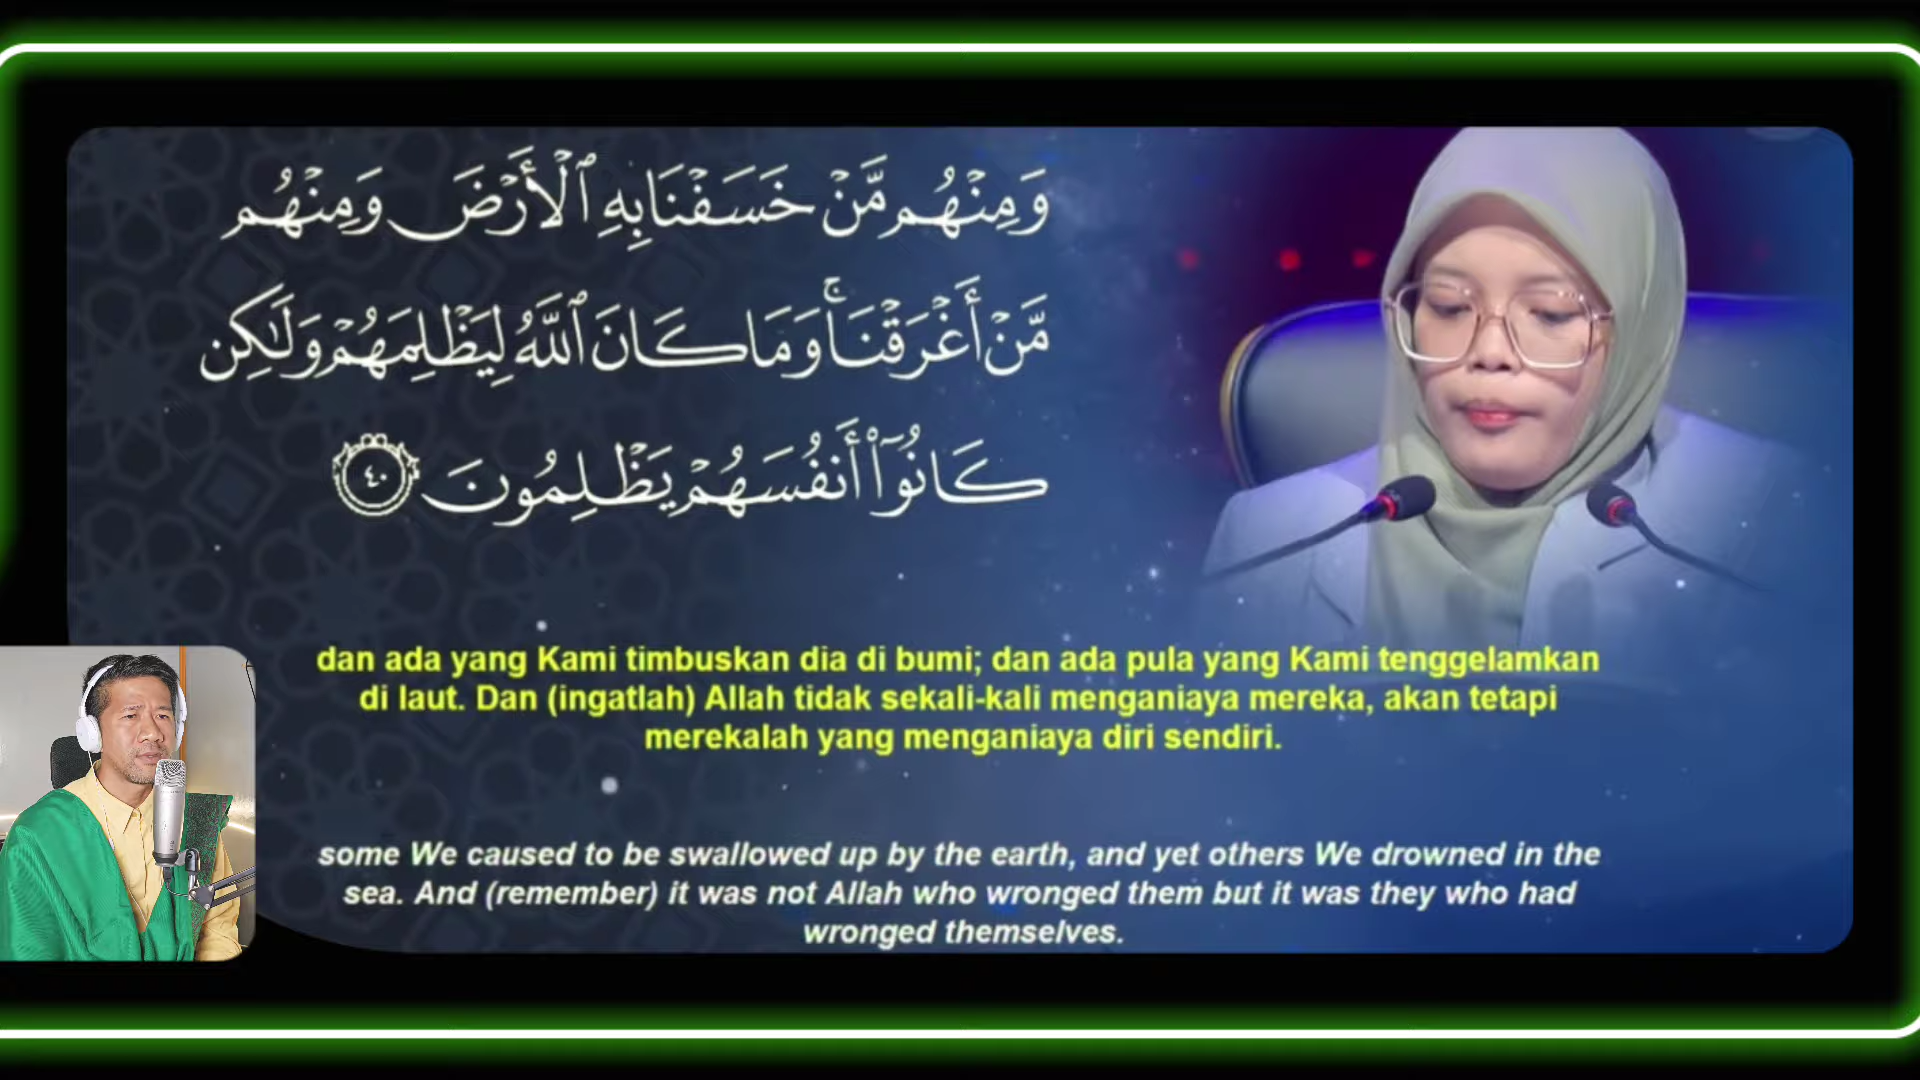 وَمِنْهُم مَّنْ خَسَفْنَا بِهِ ٱلْأَرْضَ وَمِنْهُم
مَّنْ أَغْرَقْنَا ۚ وَمَا كَانَ ٱللَّهُ لِيَظْلِمَهُمْ وَلَٰكِن
كَانُوٓا۟ أَنفُسَهُمْ يَظْلِمُونَ ٤٠
dan ada yang Kami timbuskan dia di bumi; dan ada pula yang Kami tenggelamkan
di laut. Dan (ingatlah) Allah tidak sekali-kali menganiaya mereka, akan tetapi
merekalah yang menganiaya diri sendiri.
some We caused to be swallowed up by the earth, and yet others We drowned in the
sea. And (remember) it was not Allah who wronged them but it was they who had
wronged themselves.